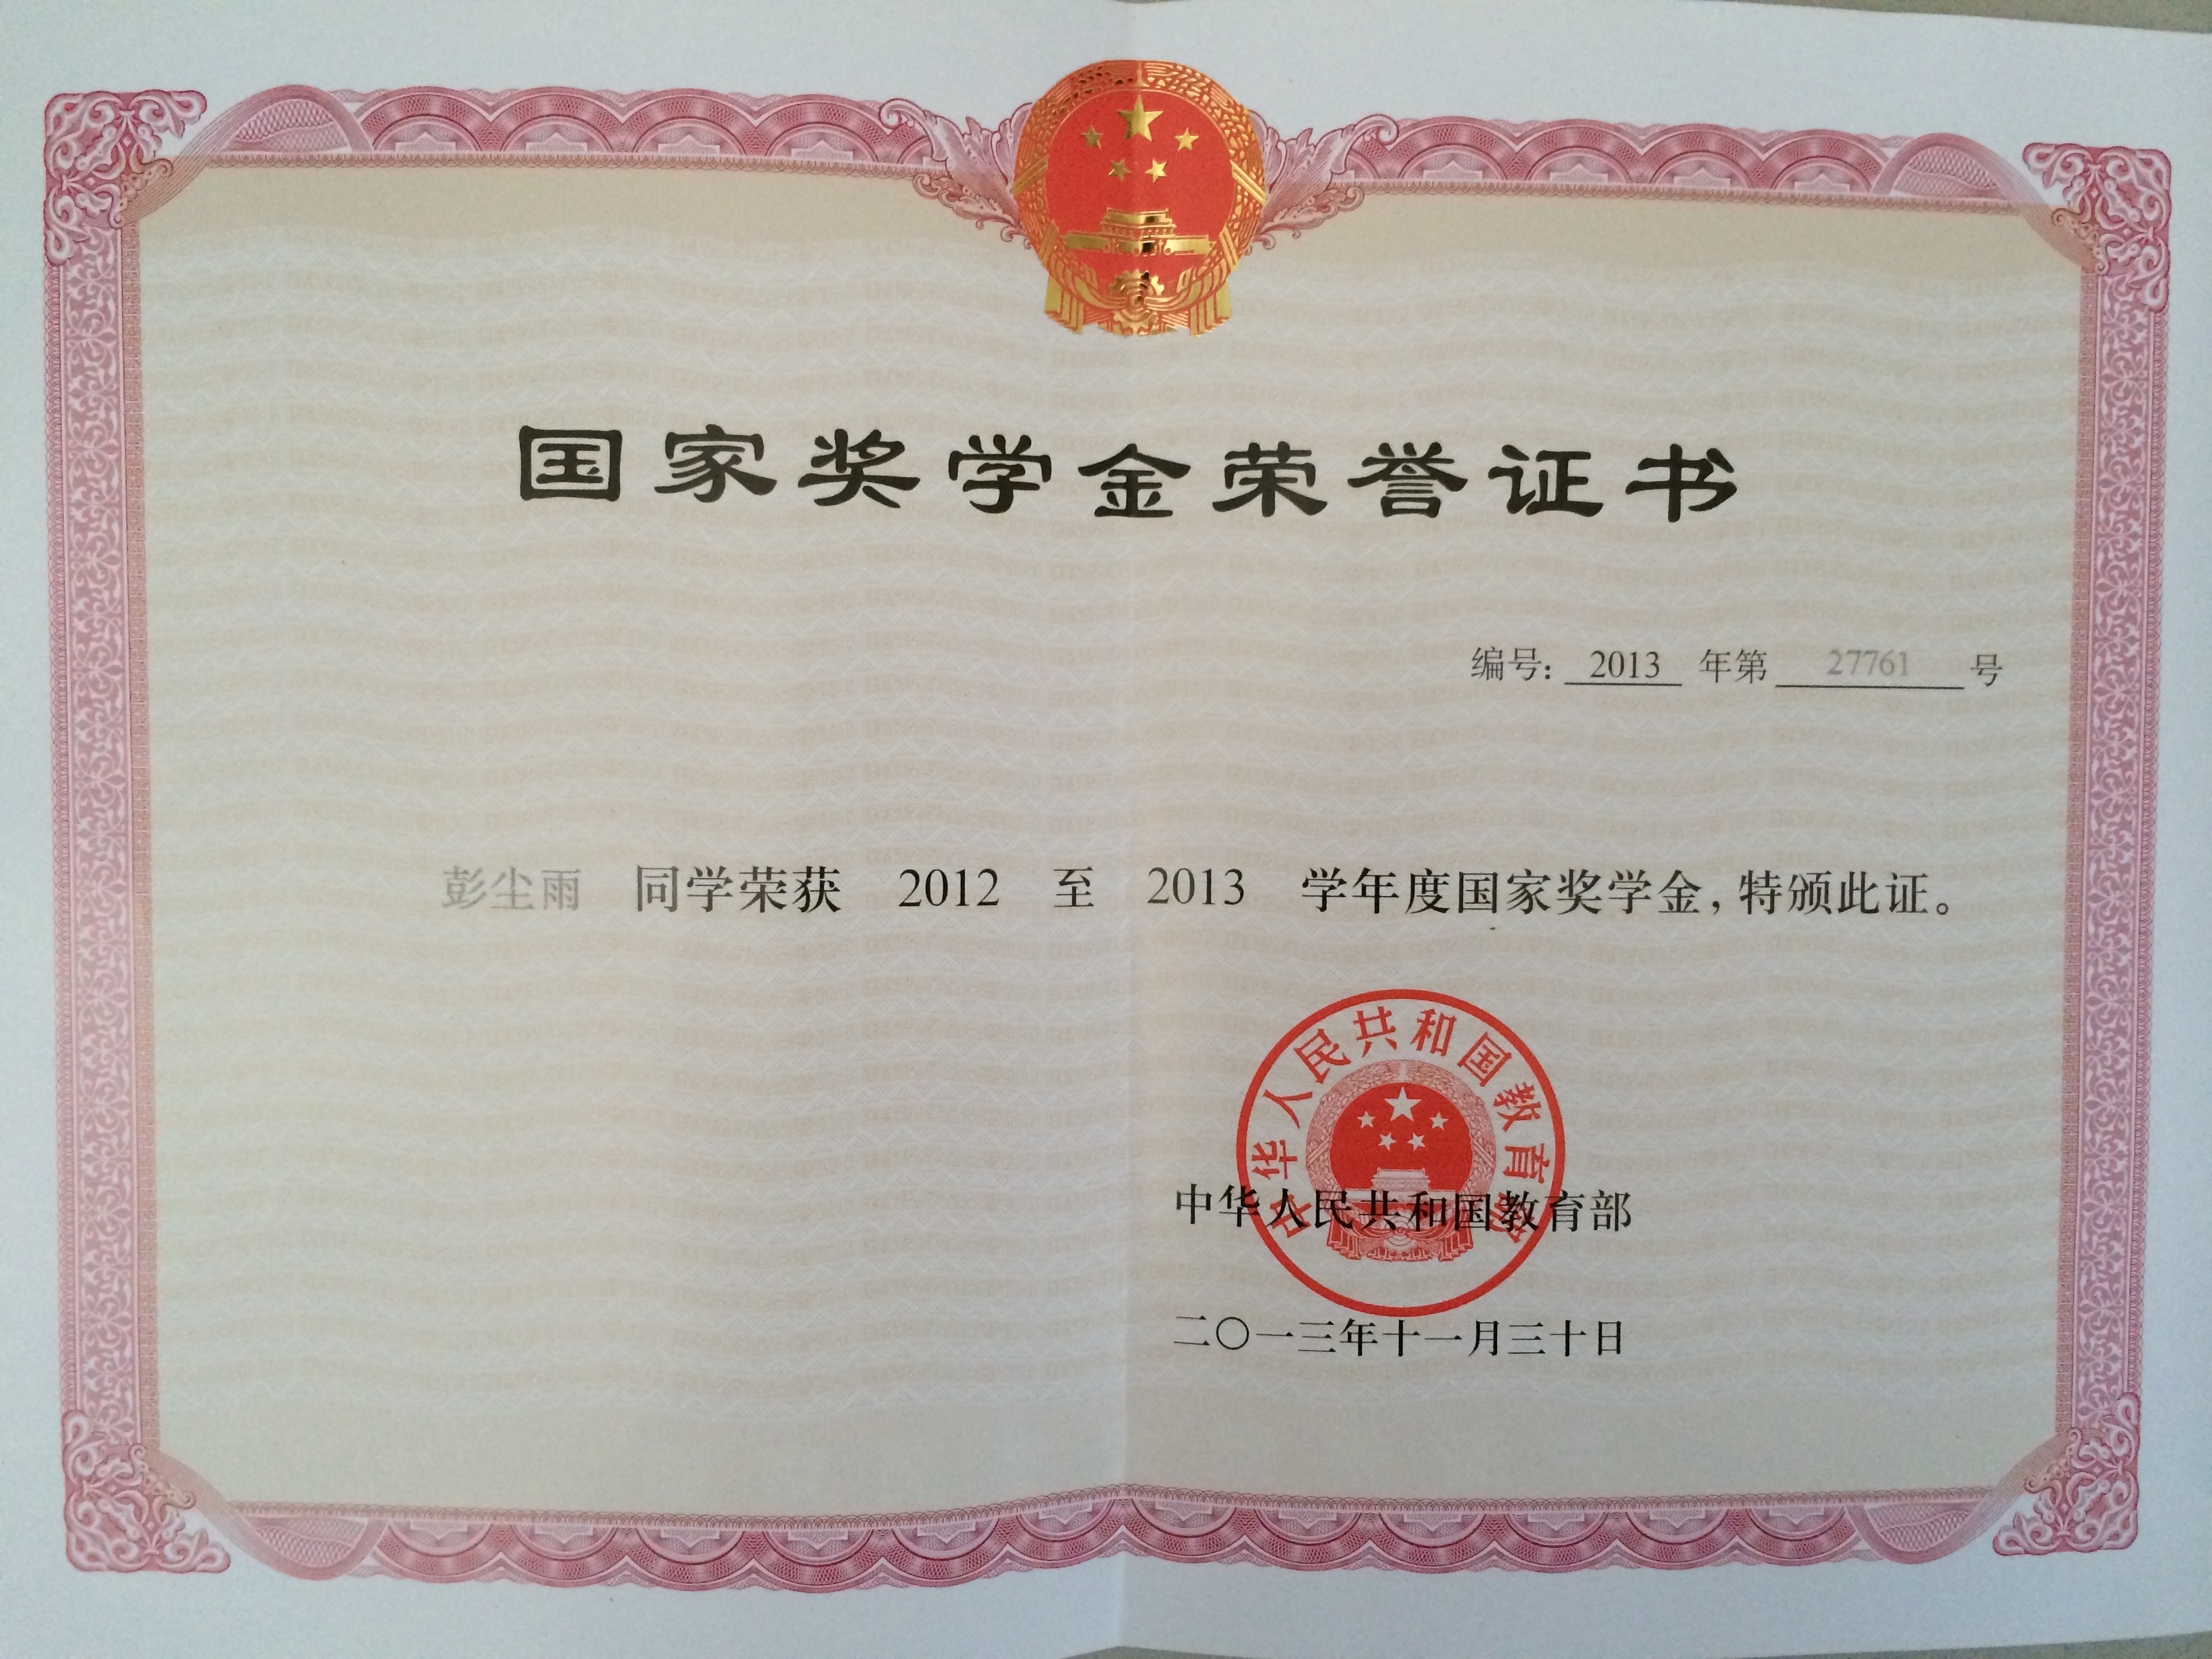 国家奖学金荣誉证书
编号: 2013 年第 27761 号
彭尘雨 同学荣获 2012 至 2013 学年度国家奖学金,特颁此证。
中华人民共和国教育部
中华人民共和国教育部
二〇一三年十一月三十日